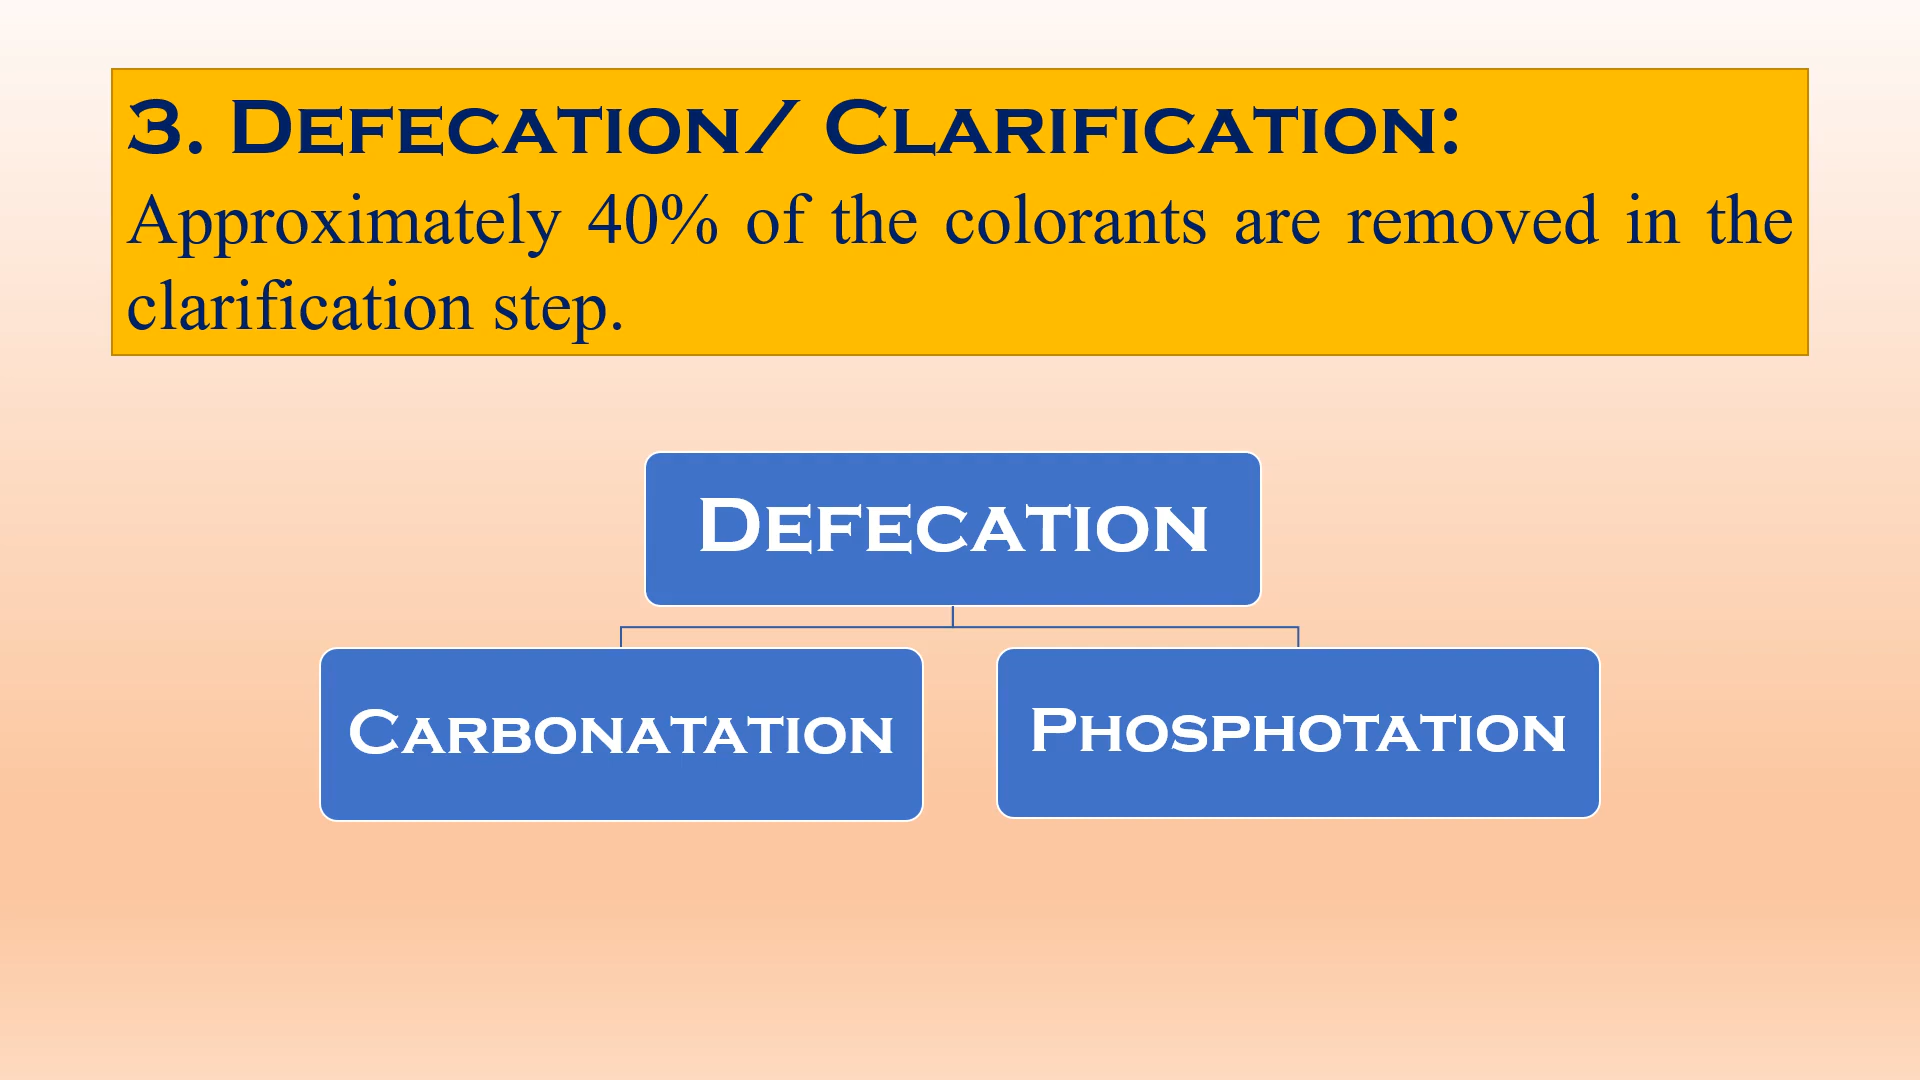 3. Defecation/ Clarification:
Approximately 40% of the colorants are removed in the
clarification step.
Defecation
Carbonatation
Phosphotation